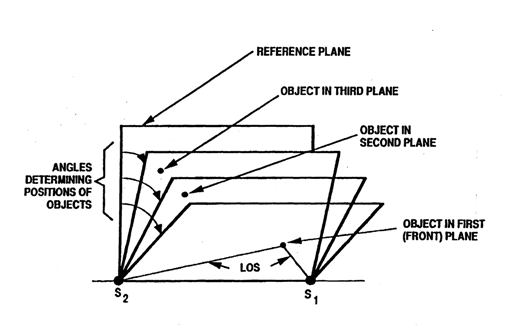 REFERENCE PLANE
OBJECT IN THIRD PLANE
OBJECT IN
SECOND PLANE
ANGLES
DETERMINING
POSITIONS OF
OBJECTS
OBJECT IN FIRST
(FRONT) PLANE
LOS
S2
S1